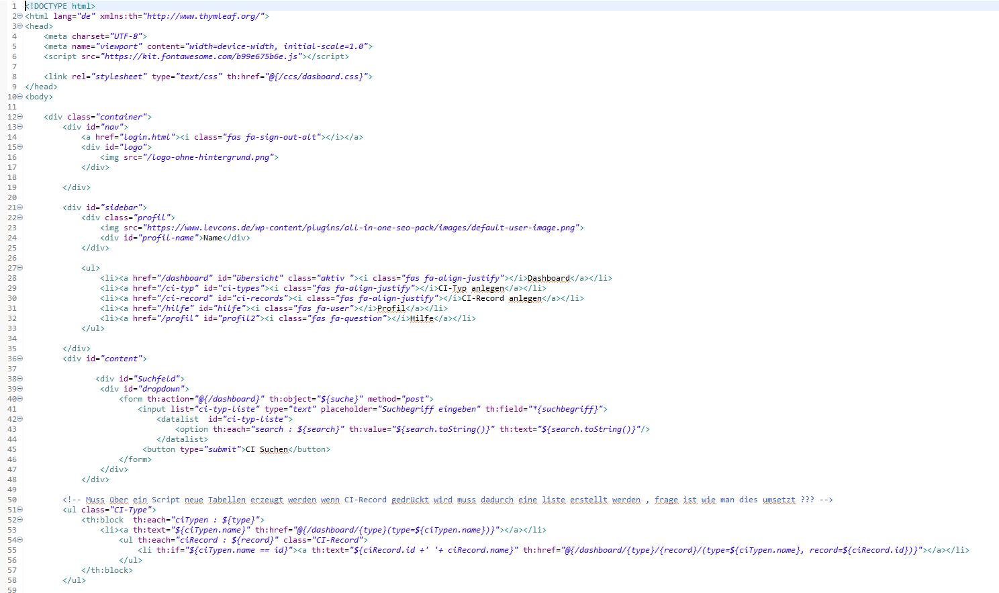 1 <!DOCTYPE html>
2 <html lang="de" xmlns:th="http://www.thymleaf.org/">
3 <head>
4 <meta charset="UTF-8">
5 <meta name="viewport" content="width=device-width, initial-scale=1.0">
6 <script src="https://kit.fontawesome.com/b99e675b6e.js"></script>
7
8 <link rel="stylesheet" type="text/css" th:href="@{/ccs/dasboard.css}">
9 </head>
10 <body>
11
12 <div class="container">
13 <div id="nav">
14 <a href="login.html"><i class="fas fa-sign-out-alt"></i></a>
15 <div id="logo">
16 <img src="/logo-ohne-hintergrund.png">
17 </div>
18
19 </div>
20
21 <div id="sidebar">
22 <div class="profil">
23 <img src="https://www.levcons.de/wp-content/plugins/all-in-one-seo-pack/images/default-user-image.png">
24 <div id="profil-name">Name</div>
25 </div>
26
27 <ul>
28 <li><a href="/dashboard" id="übersicht" class="aktiv "><i class="fas fa-align-justify"></i>Dashboard</a></li>
29 <li><a href="/ci-typ" id="ci-types"><i class="fas fa-align-justify"></i>CI-Typ anlegen</a></li>
30 <li><a href="/ci-record" id="ci-records"><i class="fas fa-align-justify"></i>CI-Record anlegen</a></li>
31 <li><a href="/hilfe" id="hilfe"><i class="fas fa-user"></i>Profil</a></li>
32 <li><a href="/profil" id="profil2"><i class="fas fa-question"></i>Hilfe</a></li>
33 </ul>
34
35 </div>
36 <div id="content">
37
38 <div id="Suchfeld">
39 <div id="dropdown">
40 <form th:action="@{/dashboard}" th:object="${suche}" method="post">
41 <input list="ci-typ-liste" type="text" placeholder="Suchbegriff eingeben" th:field="*{suchbegriff}">
42 <datalist  id="ci-typ-liste">
43 <option th:each="search : ${search}" th:value="${search.toString()}" th:text="${search.toString()}"/>
44 </datalist>
45 <button type="submit">CI Suchen</button>
46 </form>
47 </div>
48 </div>
49
50 <!-- Muss über ein Script neue Tabellen erzeugt werden wenn CI-Record gedrückt wird muss dadurch eine liste erstellt werden , frage ist wie man dies umsetzt ??? -->
51 <ul class="CI-Type">
52 <th:block  th:each="ciTypen : ${type}">
53 <li><a th:text="${ciTypen.name}" th:href="@{/dashboard/{type}(type=${ciTypen.name})}"></a></li>
54 <ul th:each="ciRecord : ${record}" class="CI-Record">
55 <li th:if="${ciTypen.name == id}"><a th:text="${ciRecord.id +' '+ ciRecord.name}" th:href="@{/dashboard/{type}/{record}/(type=${ciTypen.name}, record=${ciRecord.id})}"></a></li>
56 </ul>
57 </th:block>
58 </ul>
59